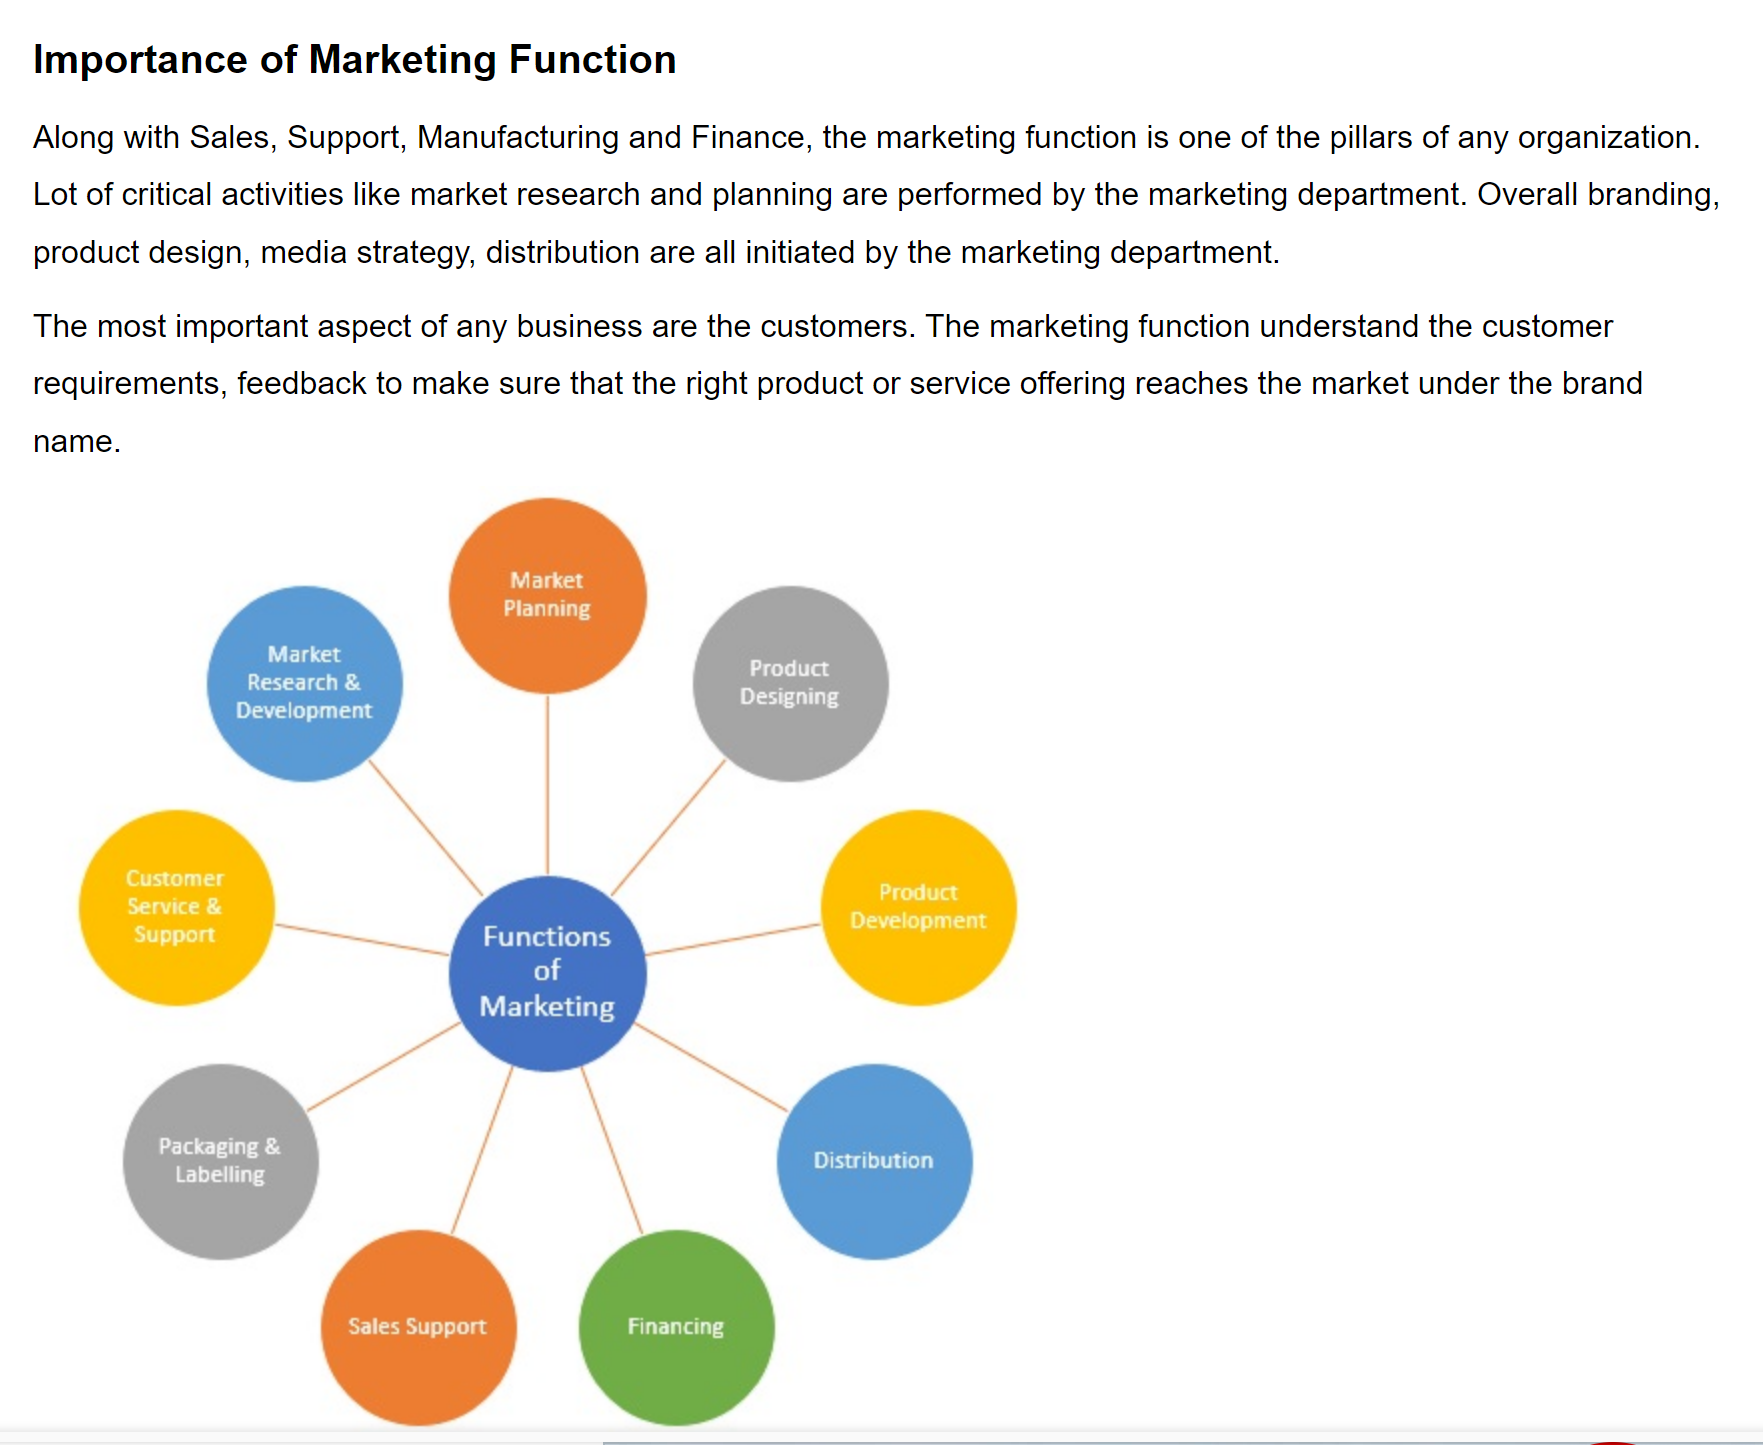 Importance of Marketing Function
Along with Sales, Support, Manufacturing and Finance, the marketing function is one of the pillars of any organization.
Lot of critical activities like market research and planning are performed by the marketing department. Overall branding,
product design, media strategy, distribution are all initiated by the marketing department.
The most important aspect of any business are the customers. The marketing function understand the customer
requirements, feedback to make sure that the right product or service offering reaches the market under the brand
name.
Market
Planning
Market
Research &
Development
Product
Designing
Customer
Service &
Support
Product
Development
Functions
of
Marketing
Packaging &
Labelling
Distribution
Sales Support
Financing